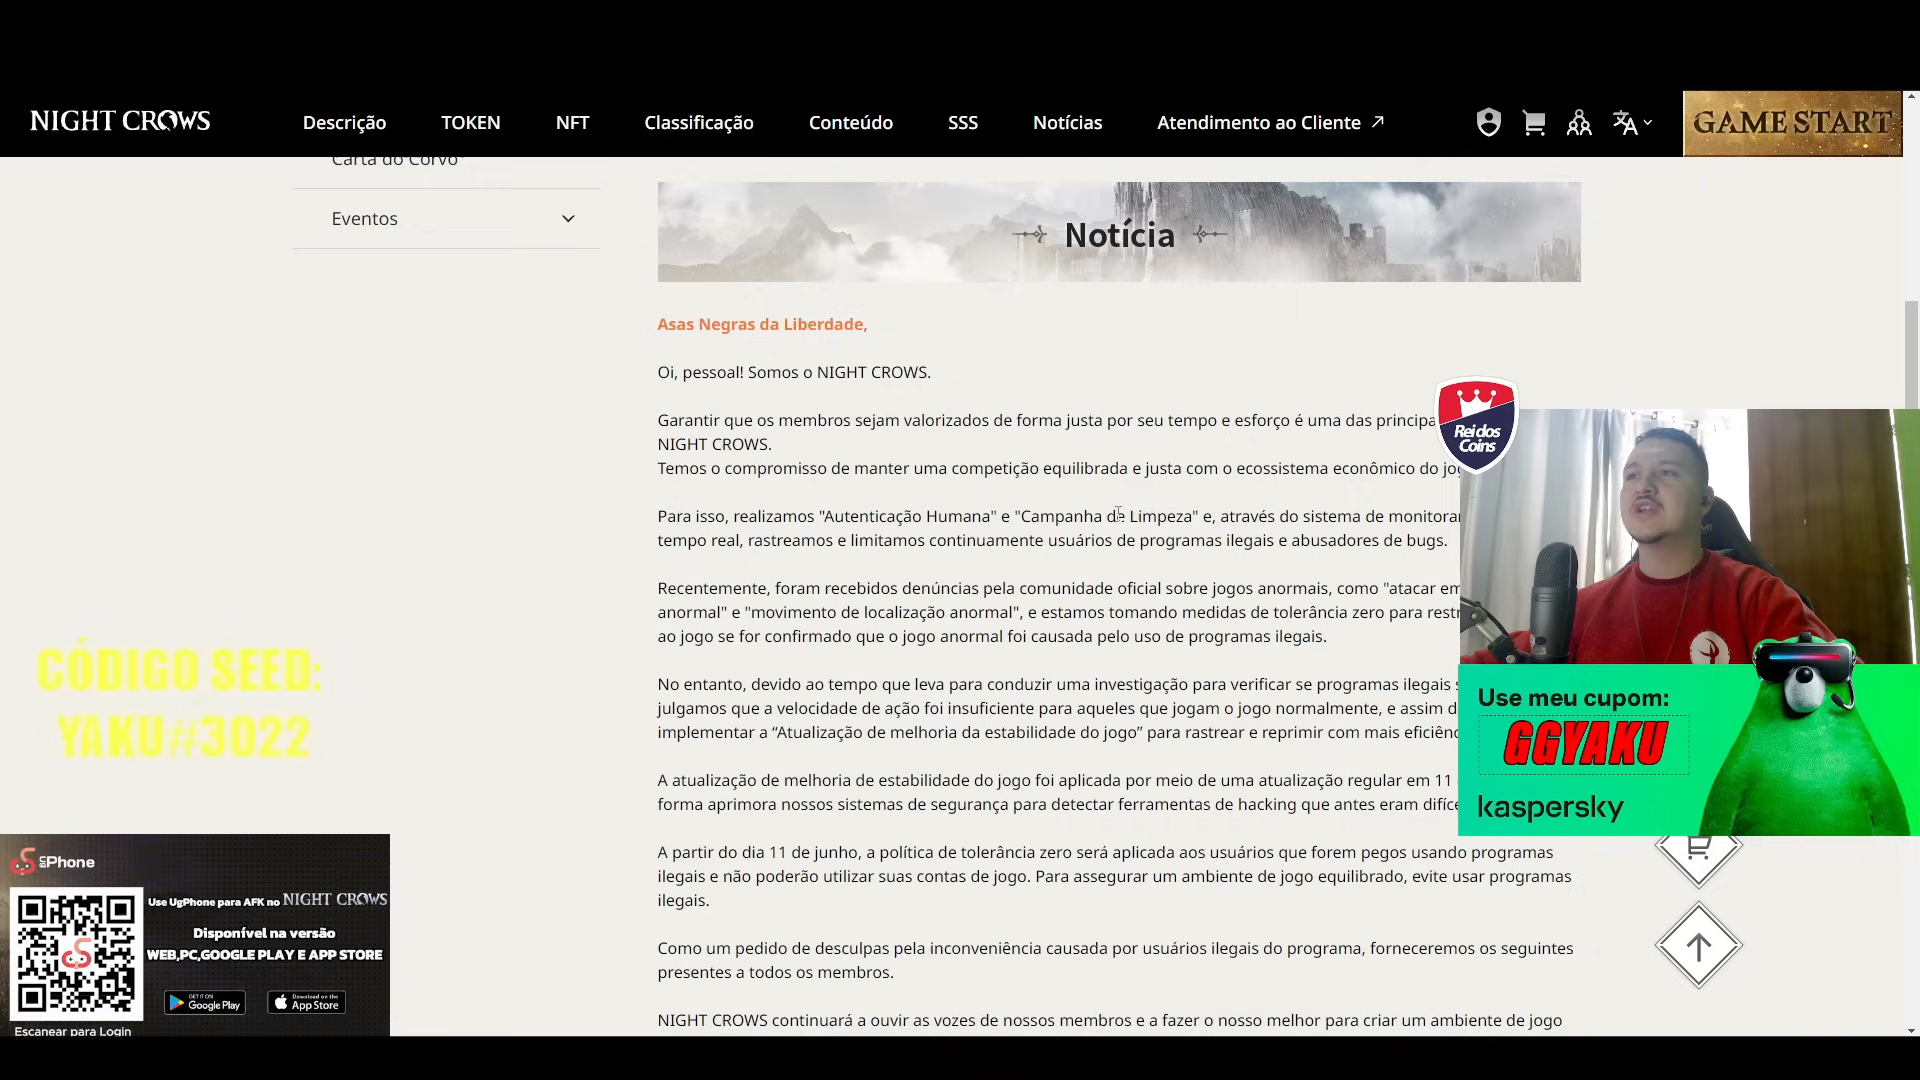 NIGHT CROWS
Descrição
TOKEN
NFT
Classificação
Conteúdo
SSS
Notícias
Atendimento ao Cliente
GAME START
Carta do Corvo
Eventos
Notícia
Asas Negras da Liberdade,
Oi, pessoal! Somos o NIGHT CROWS.
Garantir que os membros sejam valorizados de forma justa por seu tempo e esforço é uma das
NIGHT CROWS.
Temos o compromisso de manter uma competição equilibrada e justa com o ecossistema econômico do
Para isso, realizamos "Autenticação Humana" e "Campanha de Limpeza" e, através do sistema de
tempo real, rastreamos e limitamos continuamente usuários de programas ilegais e abusadores de bugs.
Recentemente, foram recebidos denúncias pela comunidade oficial sobre jogos anormais, como "atacar
anormal" e "movimento de localização anormal", e estamos tomando medidas de tolerância zero para
ao jogo se for confirmado que o jogo anormal foi causada pelo uso de programas ilegais.
No entanto, devido ao tempo que leva para conduzir uma investigação para verificar se programas ilegais
julgamos que a velocidade de ação foi insuficiente para aqueles que jogam o jogo normalmente, e assim
implementar a “Atualização de melhoria da estabilidade do jogo” para rastrear e reprimir com mais
A atualização de melhoria de estabilidade do jogo foi aplicada por meio de uma atualização regular em 11
forma aprimora nossos sistemas de segurança para detectar ferramentas de hacking que antes eram
A partir do dia 11 de junho, a política de tolerância zero será aplicada aos usuários que forem pegos usando programas
ilegais e não poderão utilizar suas contas de jogo. Para assegurar um ambiente de jogo equilibrado, evite usar programas
ilegais.
Como um pedido de desculpas pela inconveniência causada por usuários ilegais do programa, forneceremos os seguintes
presentes a todos os membros.
NIGHT CROWS continuará a ouvir as vozes de nossos membros e a fazer o nosso melhor para criar um ambiente de jogo
Rei dos
Coins
Use meu cupom:
GGYAKU
kaspersky
CÓDIGO SEED:
YAKU#3022
UgPhone
Use UgPhone para AFK no NIGHT CROWS
Disponível na versão
WEB,PC,GOOGLE PLAY E APP STORE
GET IT ON
Google Play
Download on the
App Store
Escanear para Login